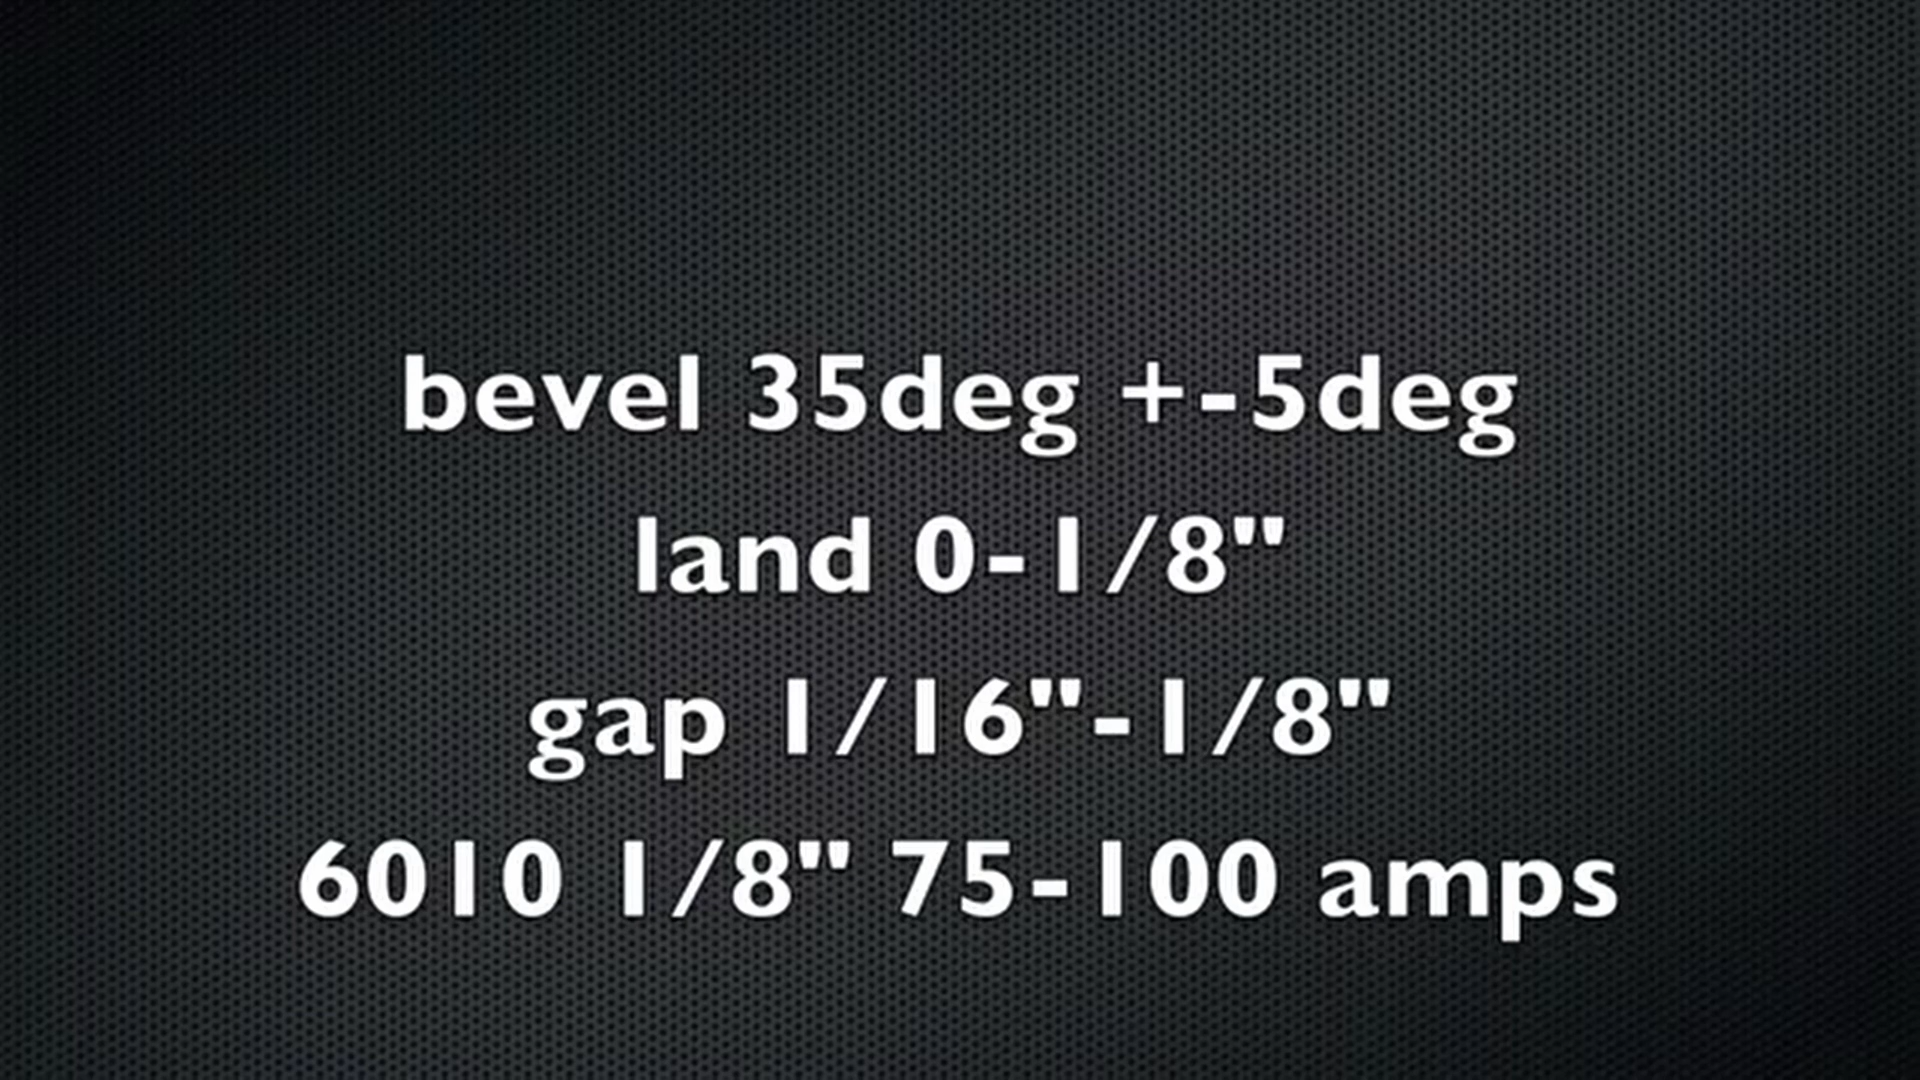 bevel 35deg +-5deg
land 0-1/8"
gap 1/16"-1/8"
6010 1/8" 75-100 amps